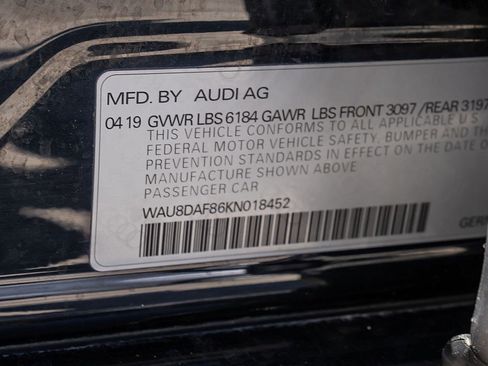 MFD. BY AUDI AG
04 19 GVWR LBS 6184 GAWR LBS FRONT 3097 /REAR 3197
THIS VEHICLE CONFORMS TO ALL APPLICABLE U.S.
FEDERAL MOTOR VEHICLE SAFETY, BUMPER AND TH
PREVENTION STANDARDS IN EFFECT ON THE DATE O
MANUFACTURE SHOWN ABOVE
PASSENGER CAR
WAU8DAF86KN018452
GER